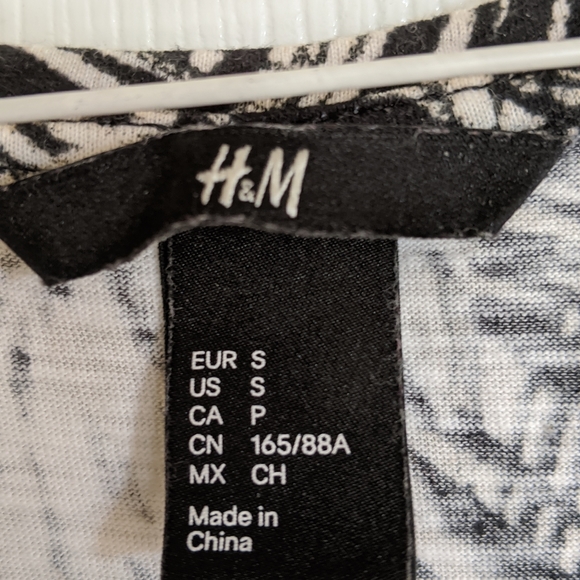 H&M
EUR S
US S
CA P
CN 165/88A
MX CH
Made in
China